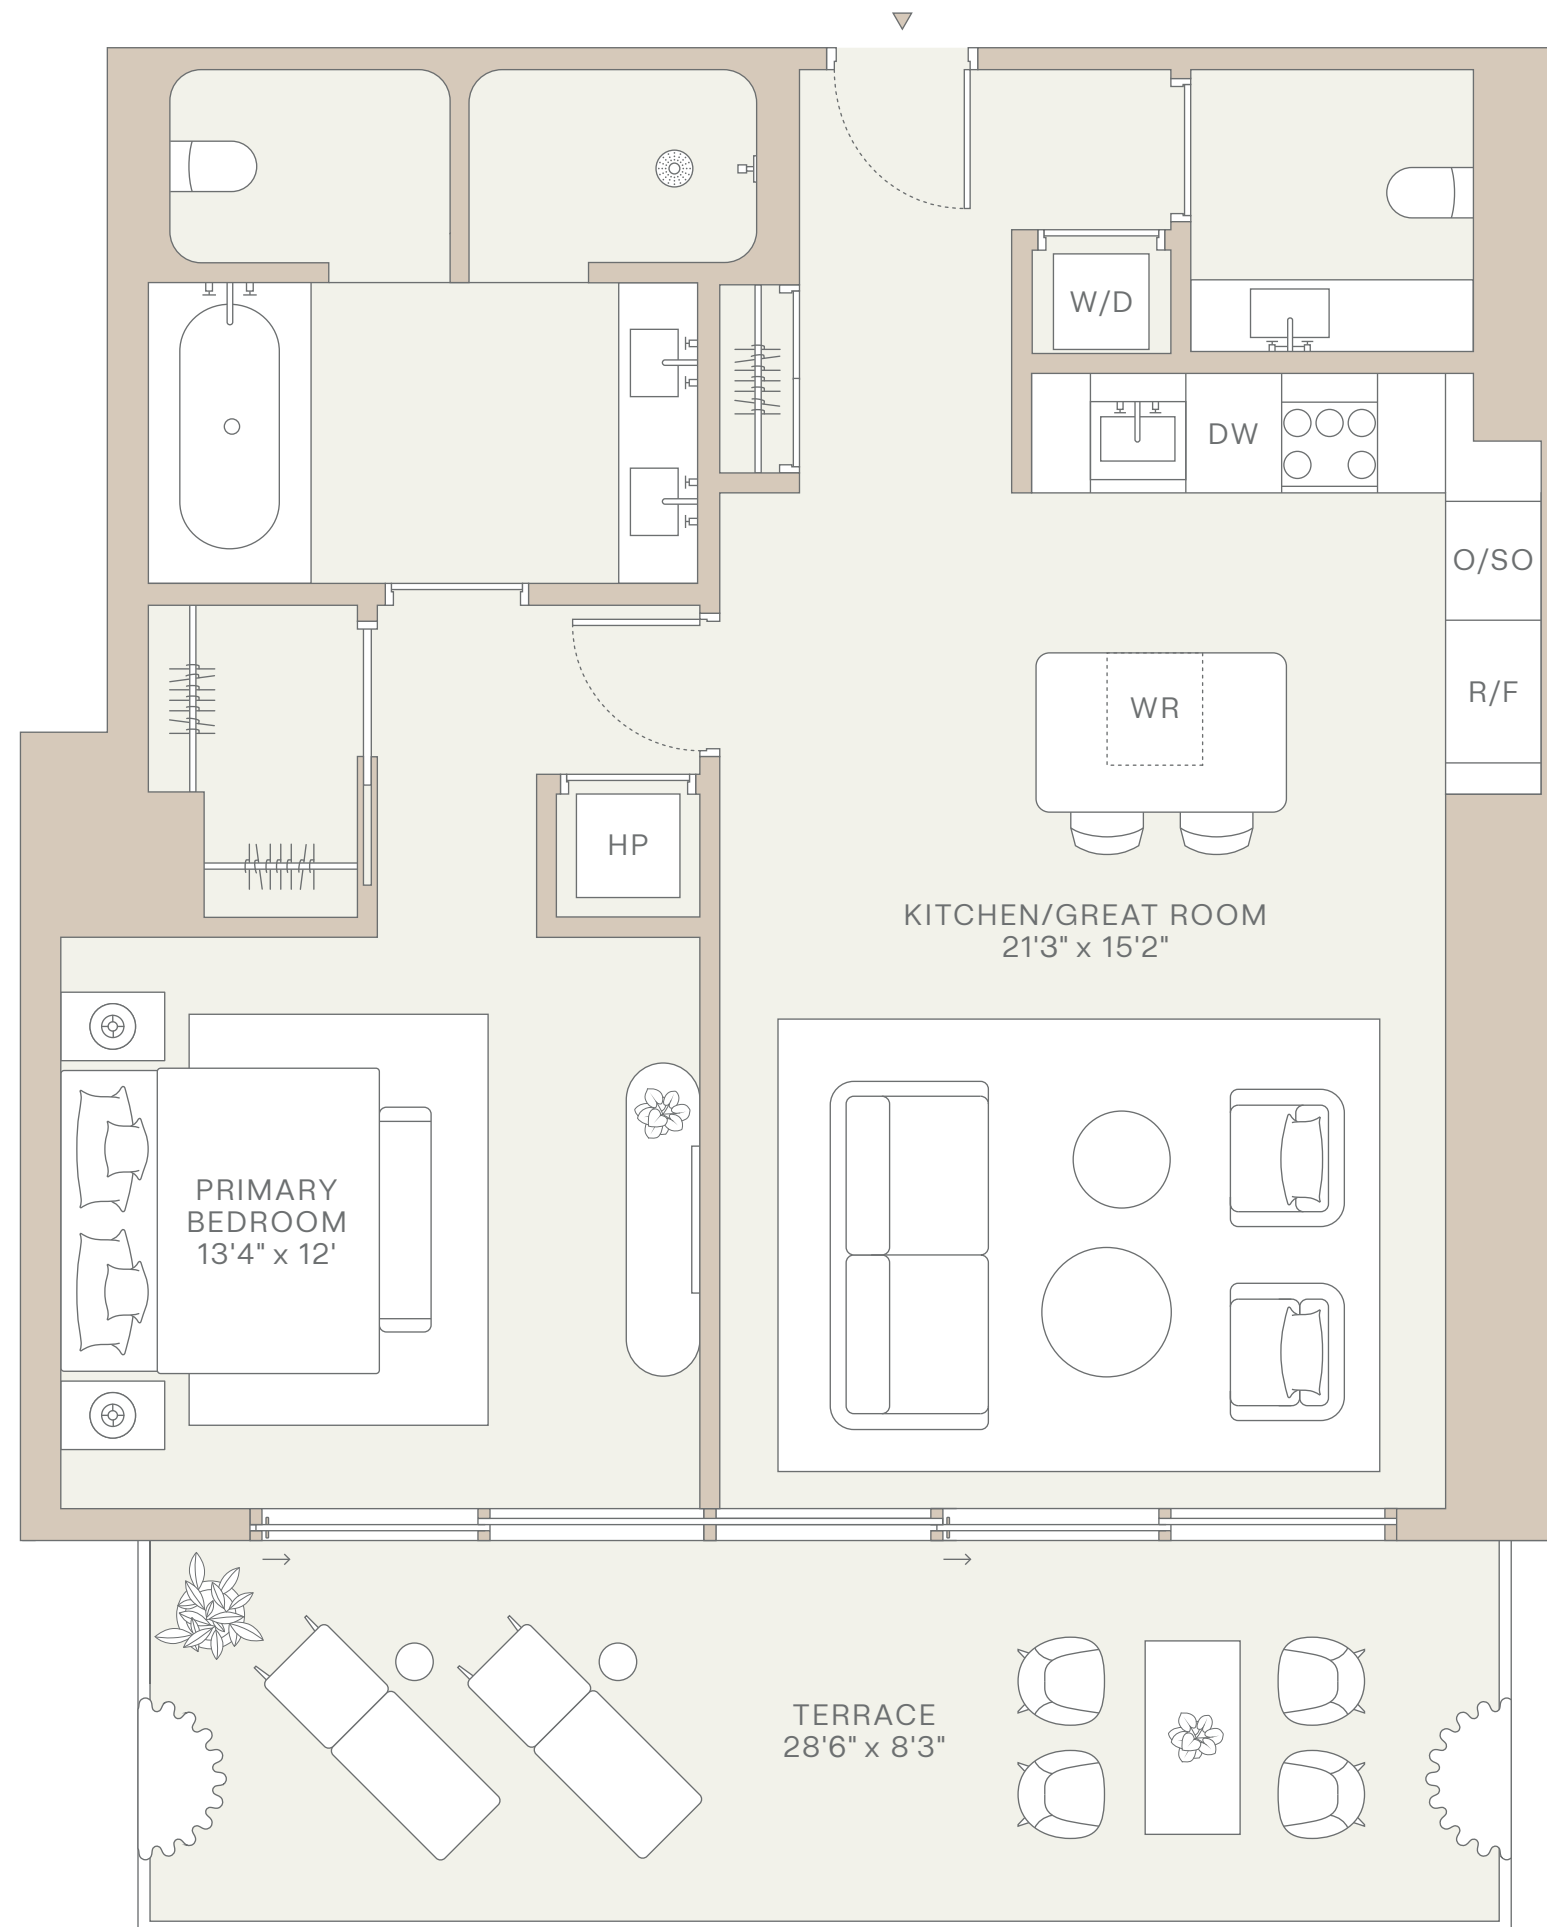 W/D
DW
O/SO
R/F
WR
HP
KITCHEN/GREAT ROOM
21'3" x 15'2"
PRIMARY
BEDROOM
13'4" x 12'
TERRACE
28'6" x 8'3"